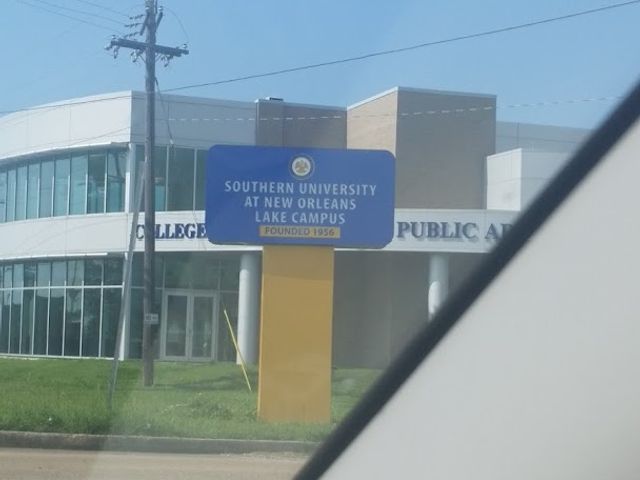 SOUTHERN UNIVERSITY
AT NEW ORLEANS
LAKE CAMPUS
FOUNDED 1956
COLLEGE
PUBLIC